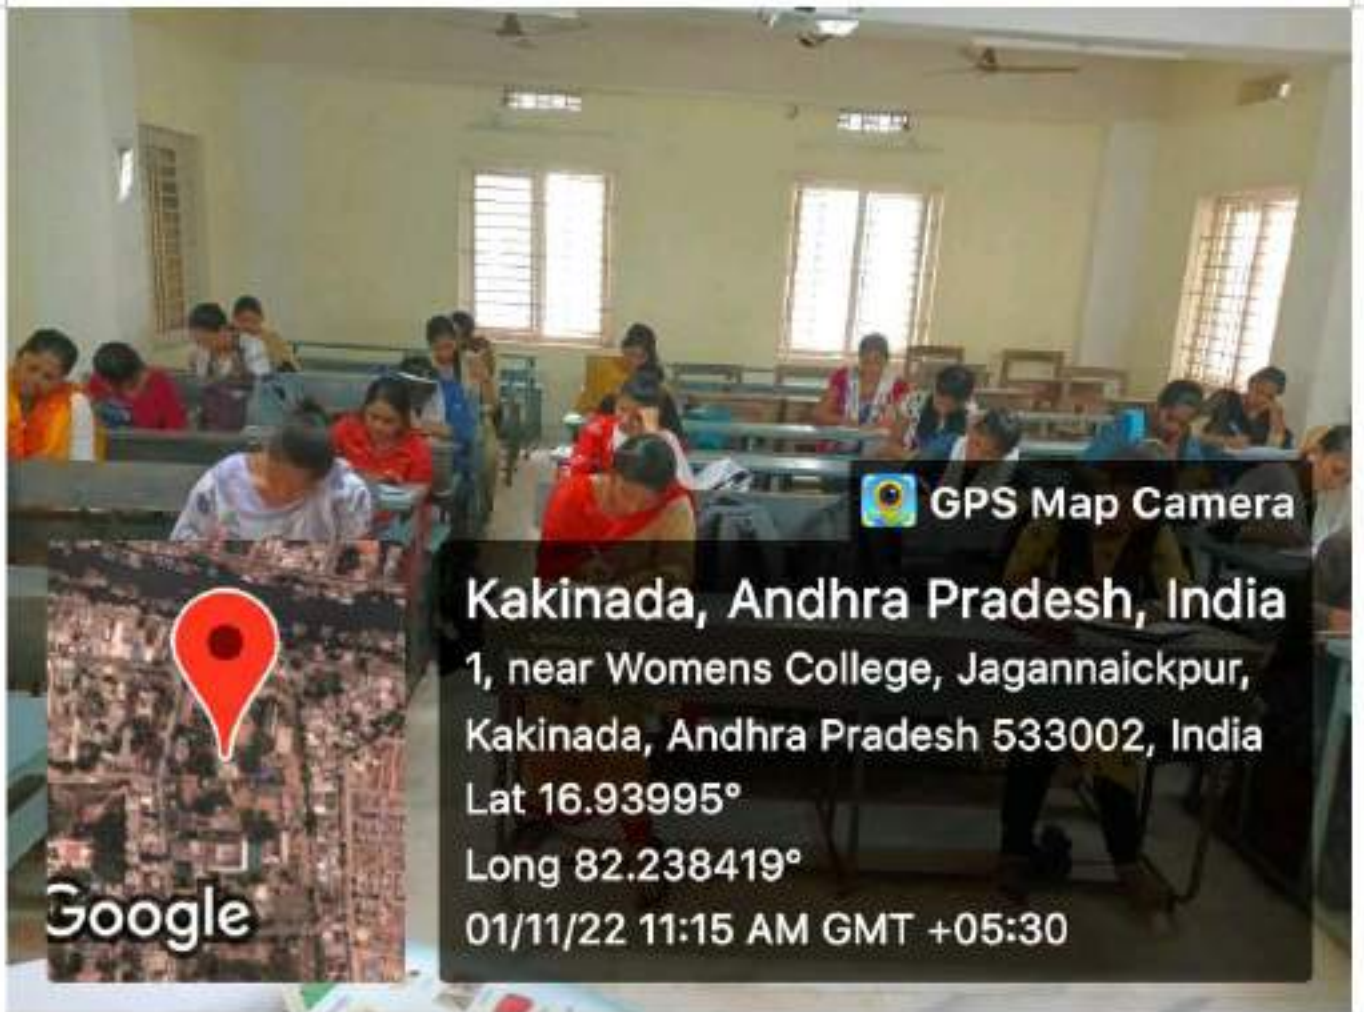 GPS Map Camera
Kakinada, Andhra Pradesh, India
1, near Womens College, Jagannaickpur,
Kakinada, Andhra Pradesh 533002, India
Lat 16.93995°
Long 82.238419°
01/11/22 11:15 AM GMT +05:30
Google